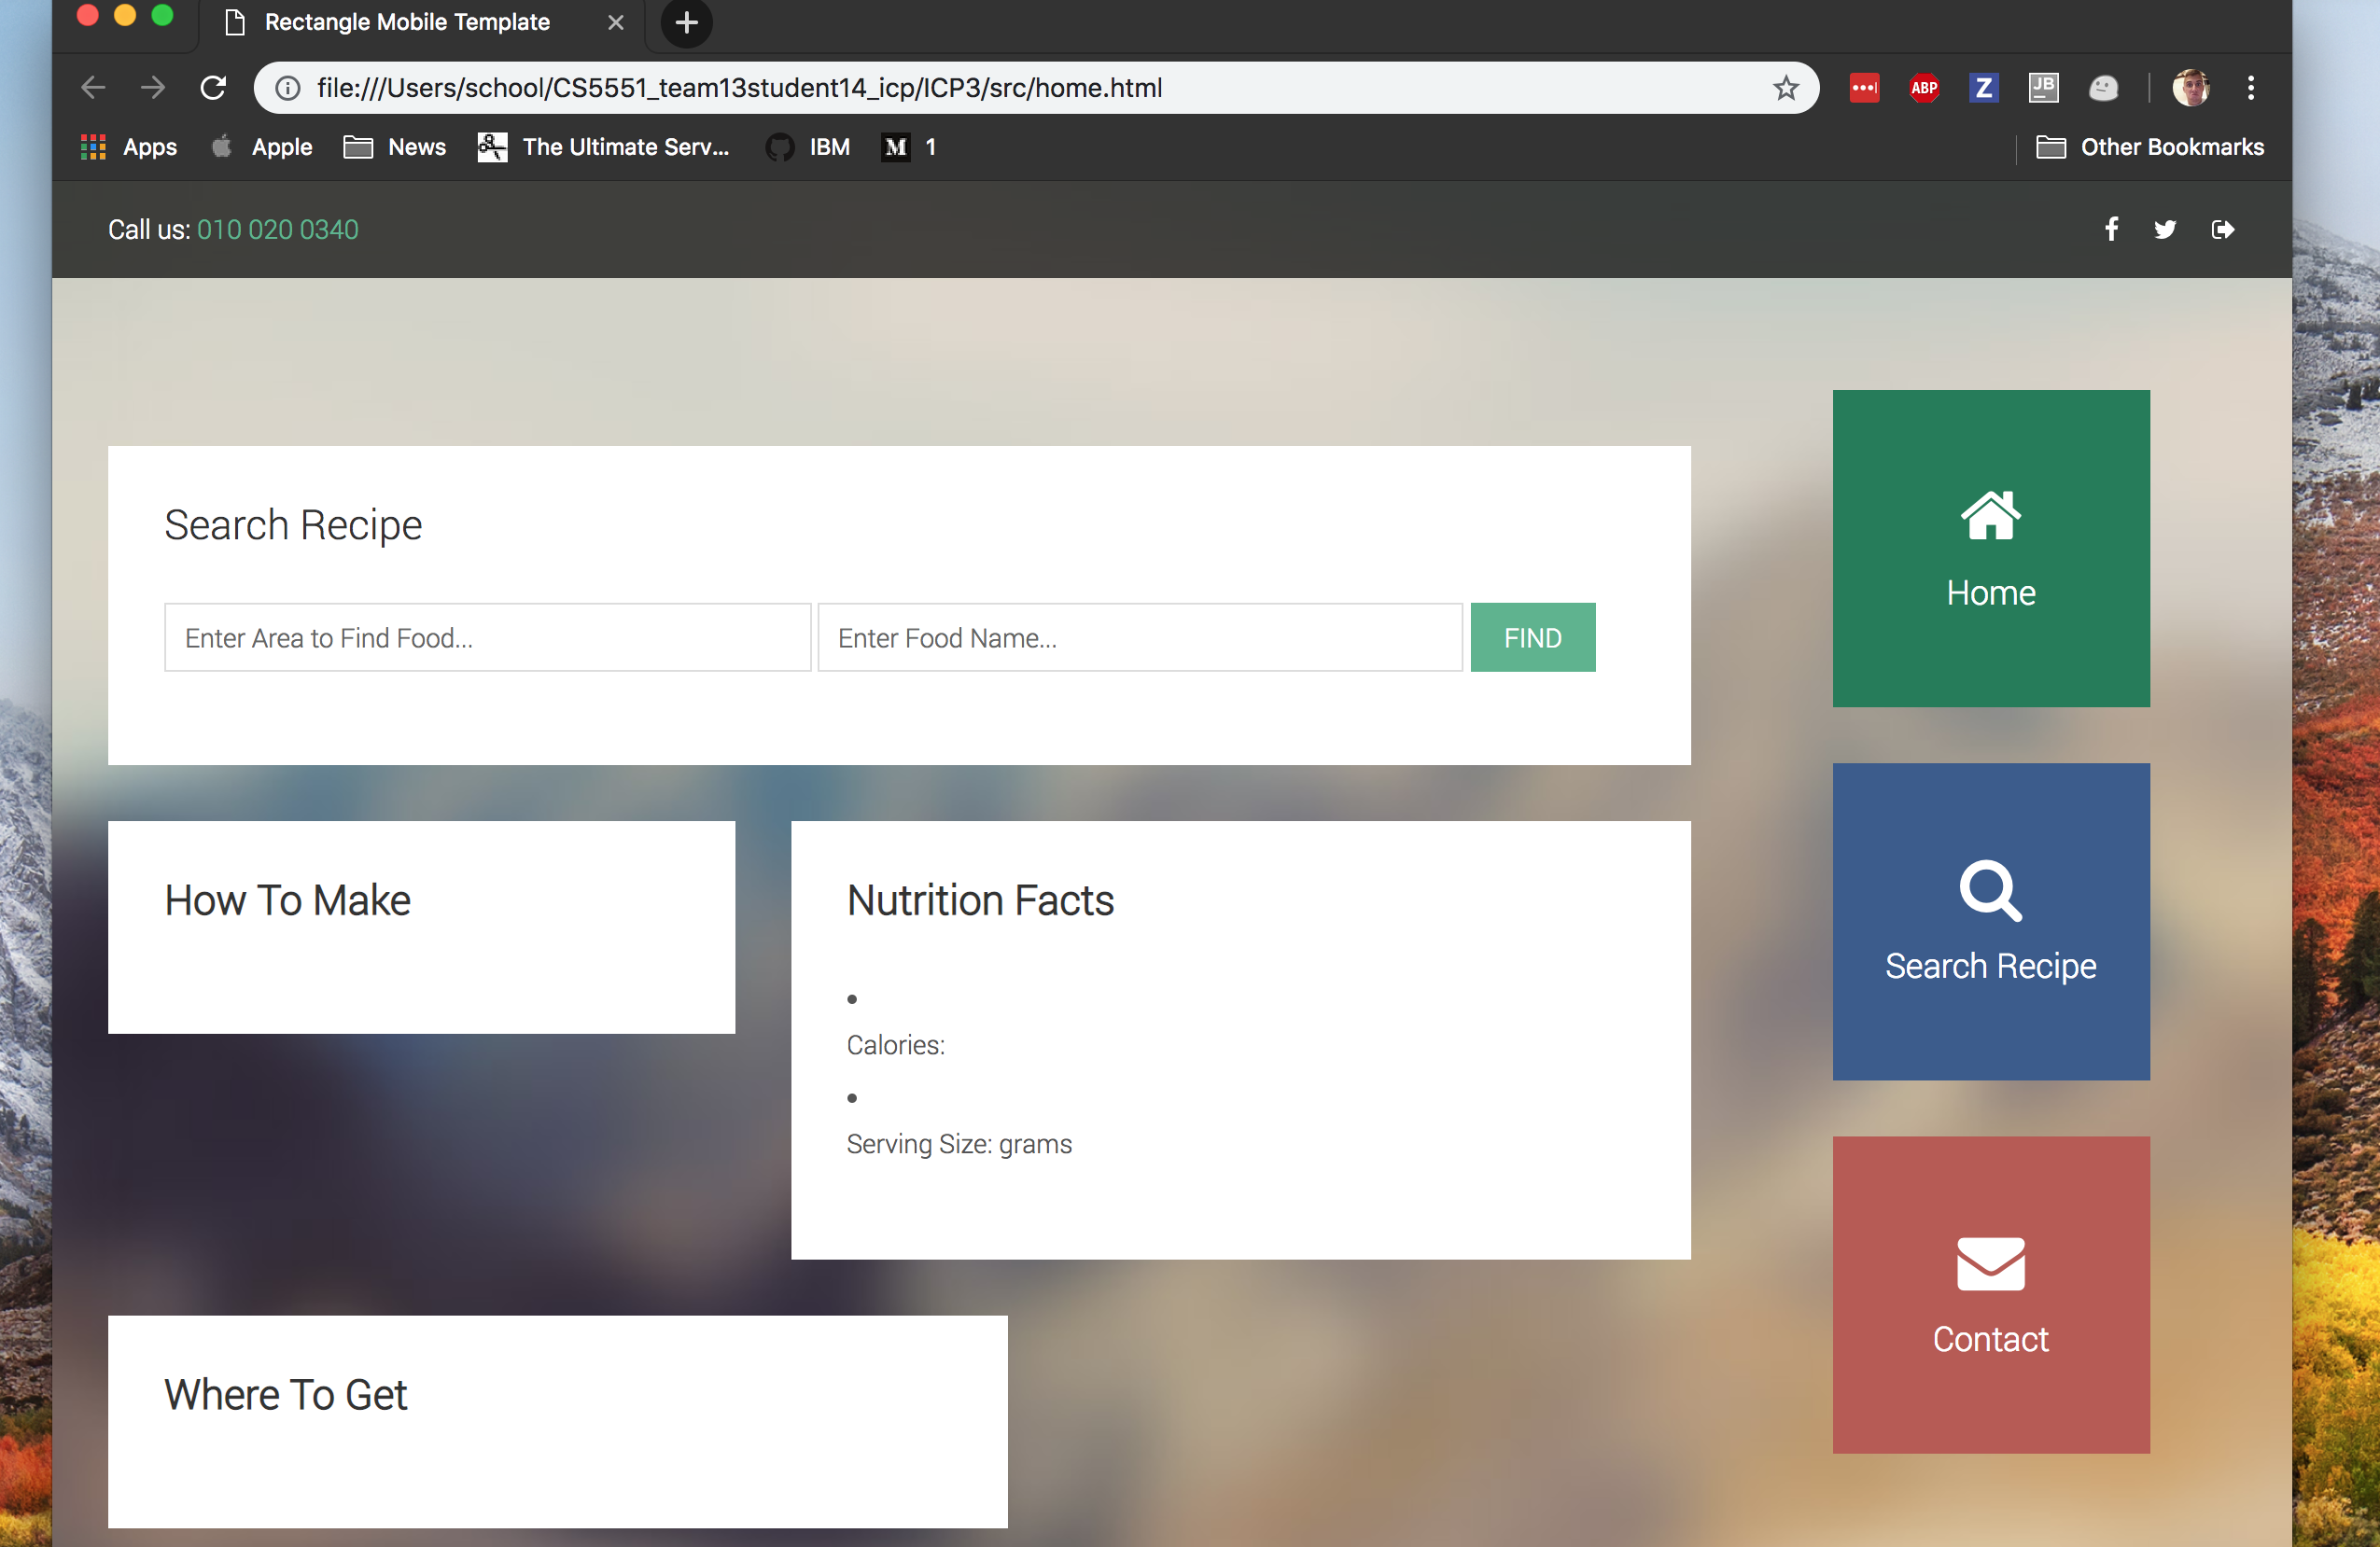 Rectangle Mobile Template
file:///Users/school/CS5551_team13student14_icp/ICP3/src/home.html
ABP
Z
JB
Apps Apple News The Ultimate Serv... IBM M 1 Other Bookmarks
Call us: 010 020 0340
Search Recipe
Enter Area to Find Food... Enter Food Name... FIND
How To Make
Nutrition Facts
•
Calories:
•
Serving Size: grams
Where To Get
Home
Search Recipe
Contact